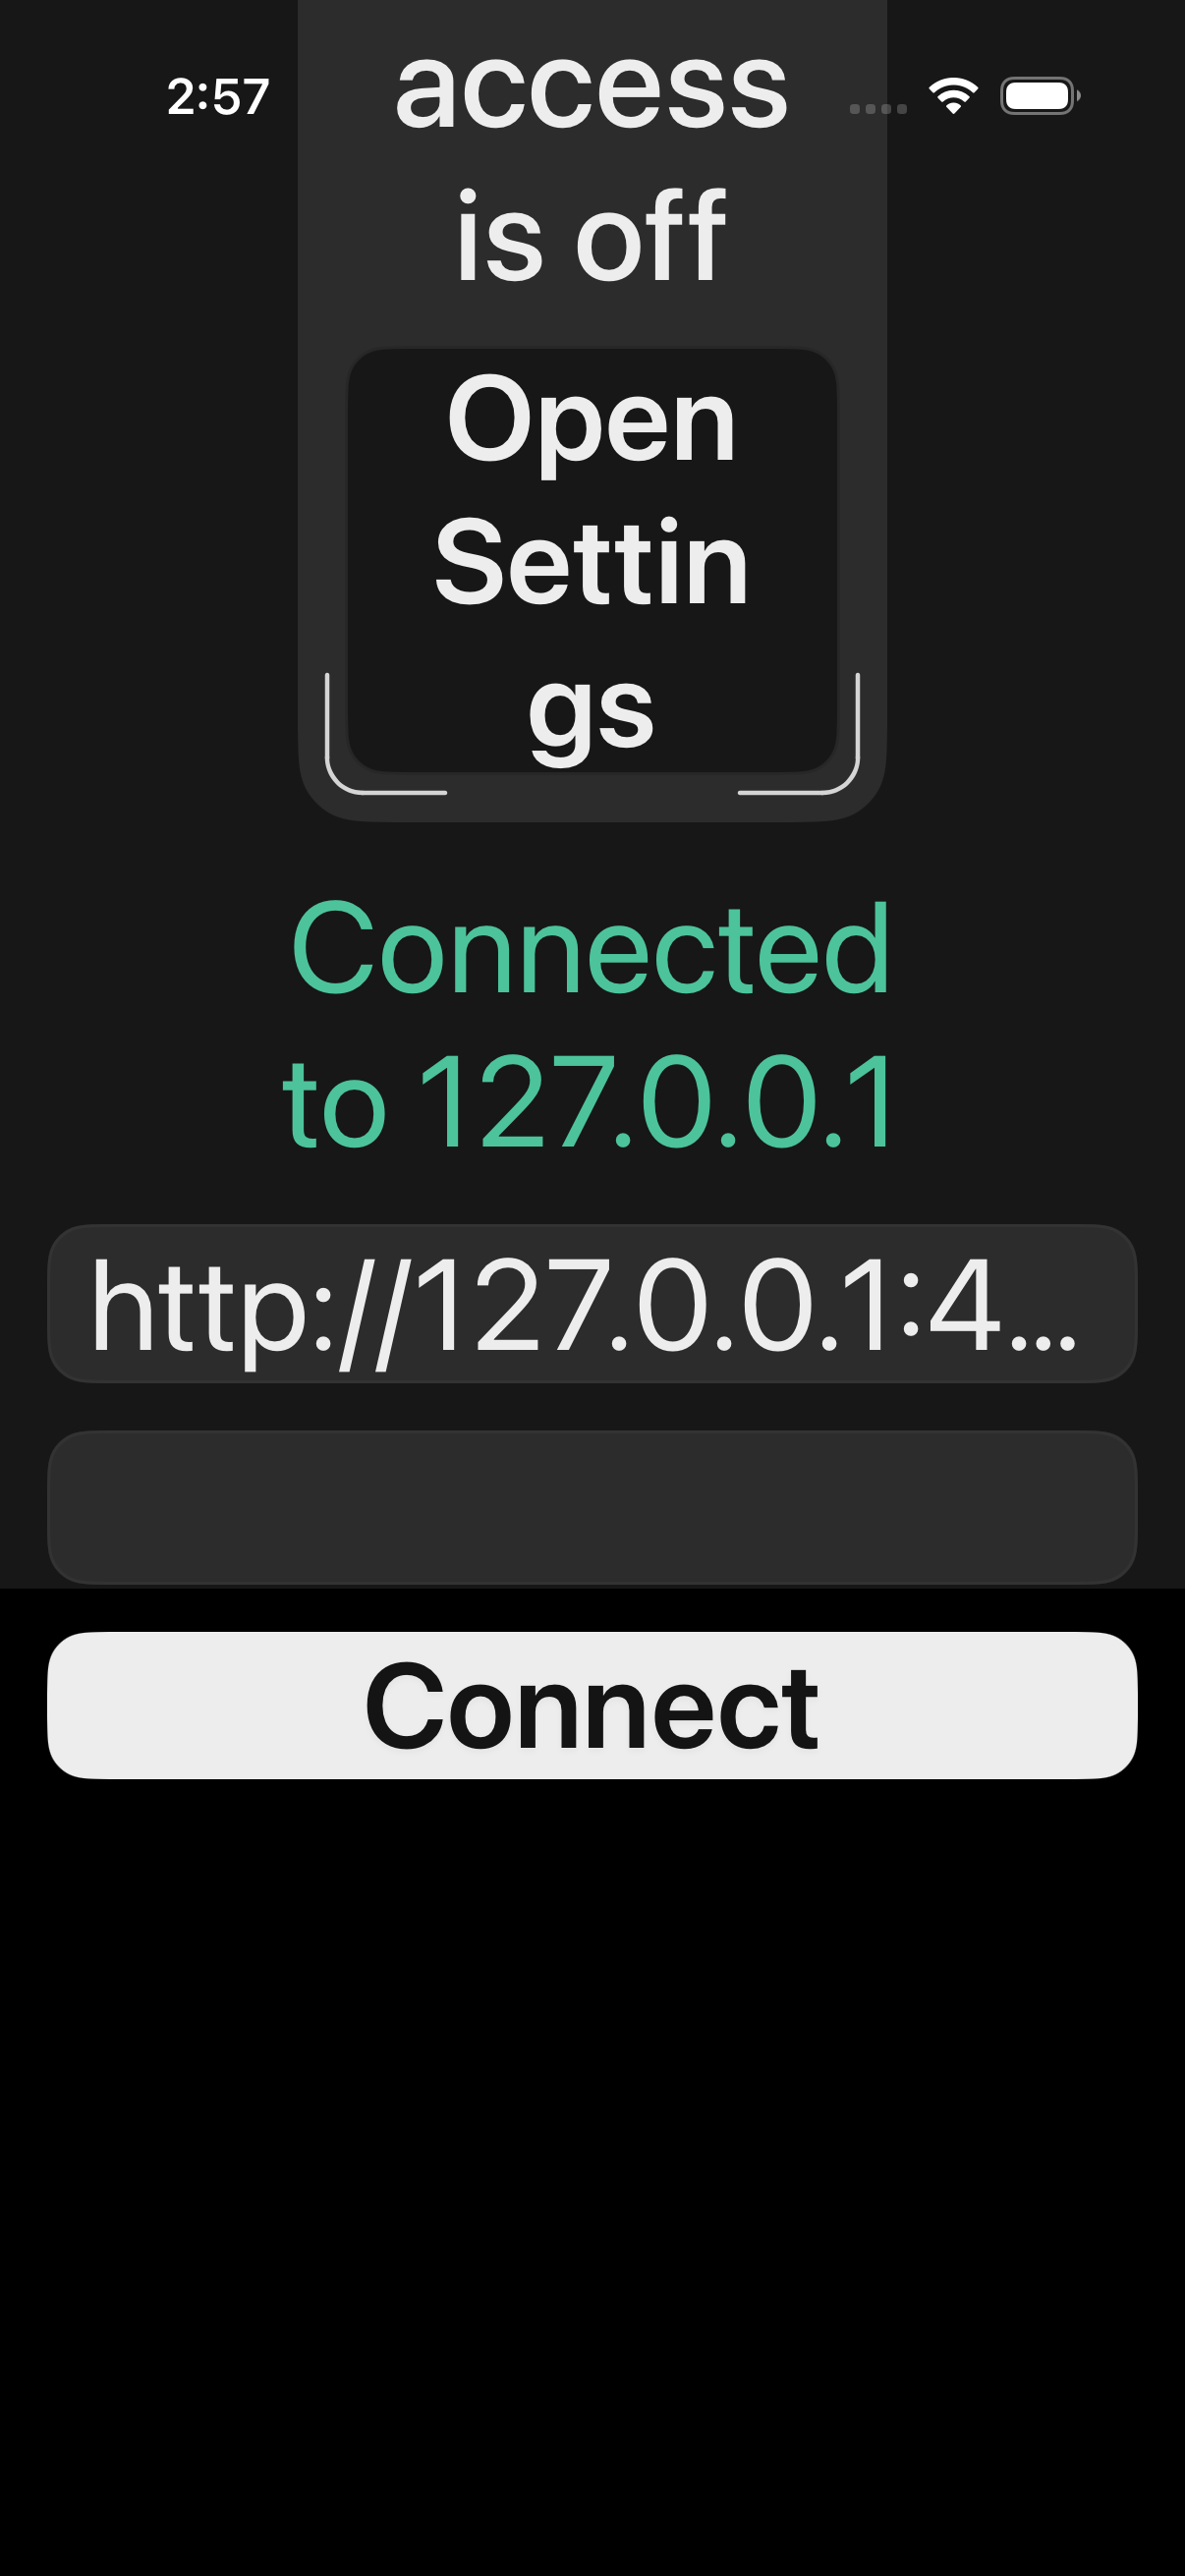 2:57
access
is off
Open
Settin
gs
Connected
to 127.0.0.1
http://127.0.0.1:4...
Connect